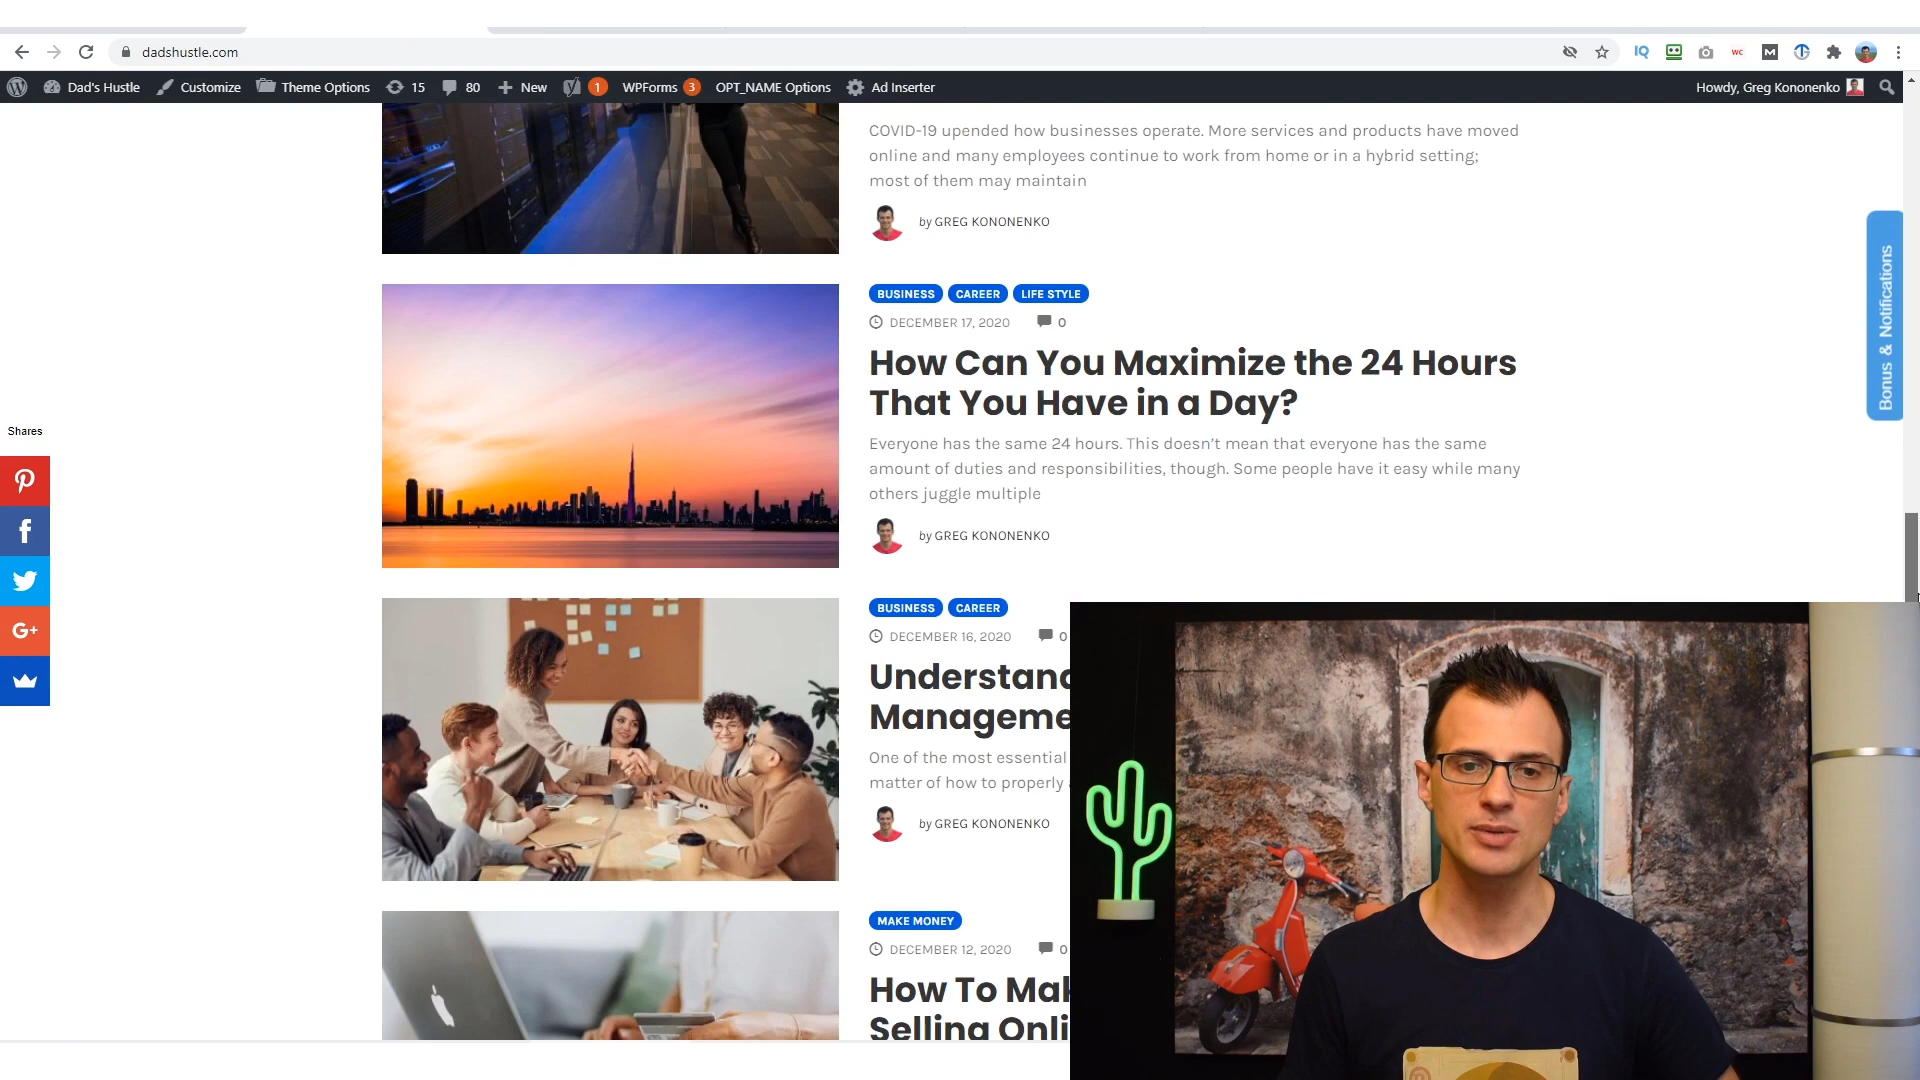 dadshustle.com
IQ
WC
M
Dad's Hustle
Customize
Theme Options
15
80
New
1
WPForms
3
OPT_NAME Options
Ad Inserter
Howdy, Greg Kononenko
COVID-19 upended how businesses operate. More services and products have moved
online and many employees continue to work from home or in a hybrid setting;
most of them may maintain
by GREG KONONENKO
Bonus & Notifications
BUSINESS CAREER LIFE STYLE
DECEMBER 17, 2020 0
How Can You Maximize the 24 Hours
That You Have in a Day?
Everyone has the same 24 hours. This doesn't mean that everyone has the same
amount of duties and responsibilities, though. Some people have it easy while many
others juggle multiple
by GREG KONONENKO
Shares
G+
BUSINESS CAREER
DECEMBER 16, 2020 0
Understand
Manageme
One of the most essential
matter of how to properly
by GREG KONONENKO
MAKE MONEY
DECEMBER 12, 2020 0
How To Mak
Selling Onli